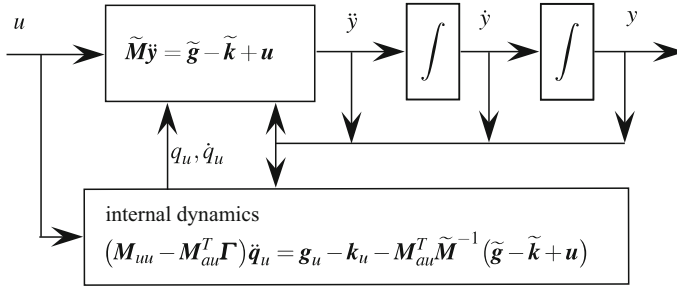 u
M̃ÿ = g̃ − k̃ + u
ÿ
∫
ẏ
∫
y
q_u, q̇_u
internal dynamics
(M_uu − M_au^T Γ) q̈_u = g_u − k_u − M_au^T M̃^−1 (g̃ − k̃ + u)